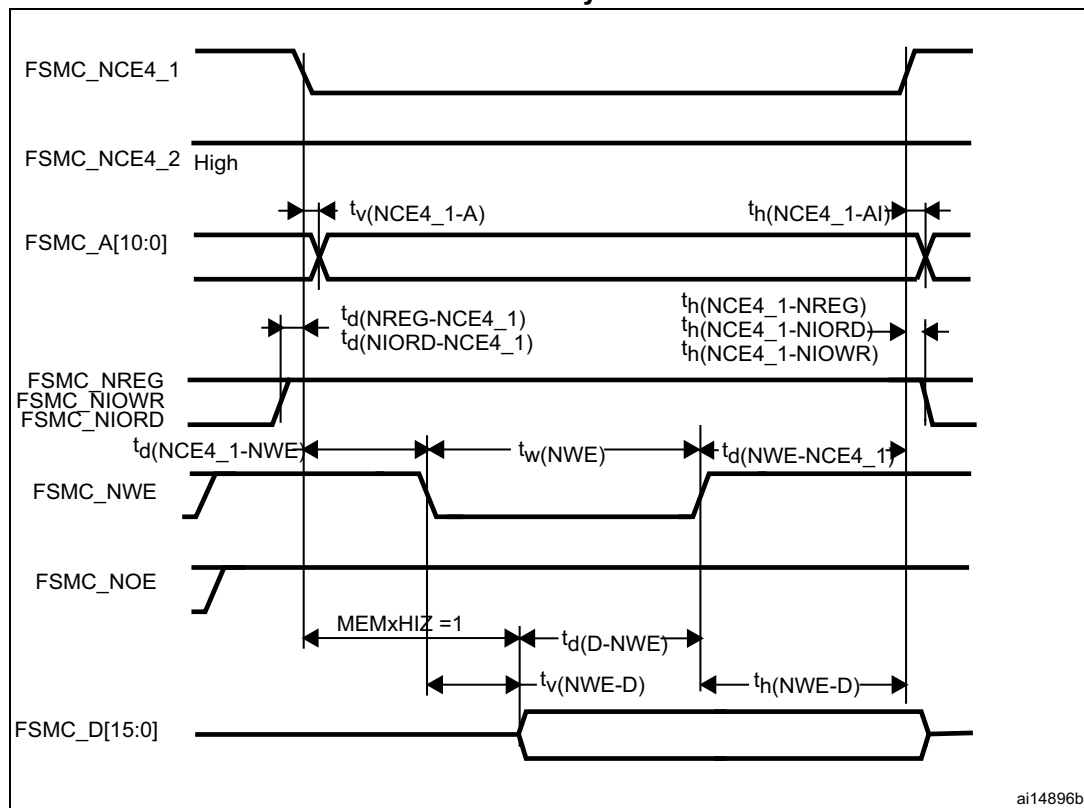 FSMC_NCE4_1
FSMC_NCE4_2 High
tv(NCE4_1-A)
th(NCE4_1-AI)
FSMC_A[10:0]
td(NREG-NCE4_1)
td(NIORD-NCE4_1)
th(NCE4_1-NREG)
th(NCE4_1-NIORD)
th(NCE4_1-NIOWR)
FSMC_NREG
FSMC_NIOWR
FSMC_NIORD
td(NCE4_1-NWE)
tw(NWE)
td(NWE-NCE4_1)
FSMC_NWE
FSMC_NOE
MEMxHIZ =1
td(D-NWE)
tv(NWE-D)
th(NWE-D)
FSMC_D[15:0]
ai14896b